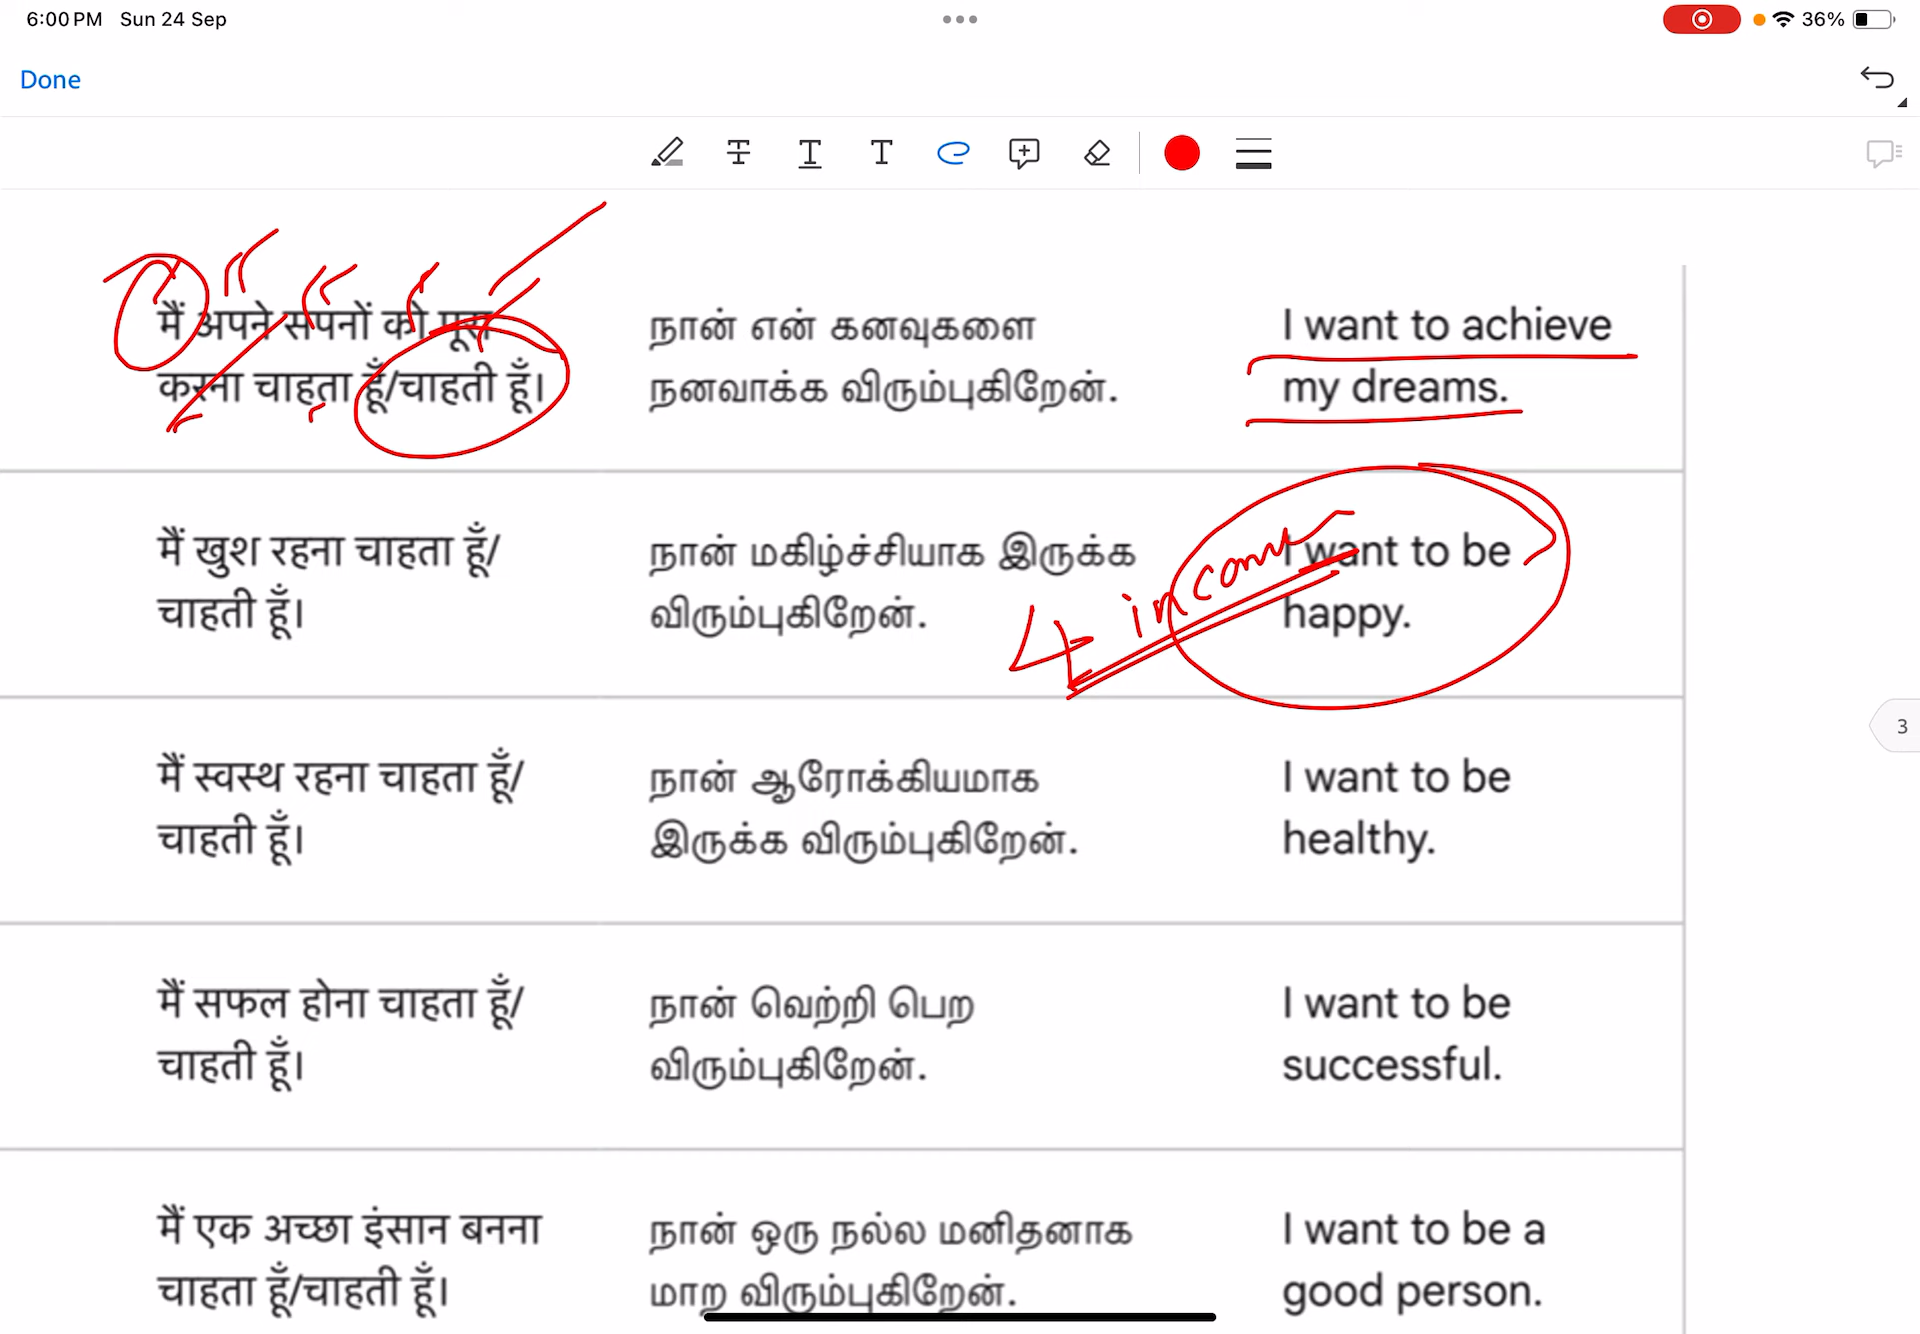 6:00 PM Sun 24 Sep
36%
Done
मैं अपने सपनों को पूरा
करना चाहता हूँ/चाहती हूँ।
நான் என் கனவுகளை
நனவாக்க விரும்புகிறேன்.
I want to achieve
my dreams.
मैं खुश रहना चाहता हूँ/
चाहती हूँ।
நான் மகிழ்ச்சியாக இருக்க
விரும்புகிறேன்.
4
I want to be
happy.
मैं स्वस्थ रहना चाहता हूँ/
चाहती हूँ।
நான் ஆரோக்கியமாக
இருக்க விரும்புகிறேன்.
I want to be
healthy.
3
मैं सफल होना चाहता हूँ/
चाहती हूँ।
நான் வெற்றி பெற
விரும்புகிறேன்.
I want to be
successful.
मैं एक अच्छा इंसान बनना
चाहता हूँ/चाहती हूँ।
நான் ஒரு நல்ல மனிதனாக
மாற விரும்புகிறேன்.
I want to be a
good person.